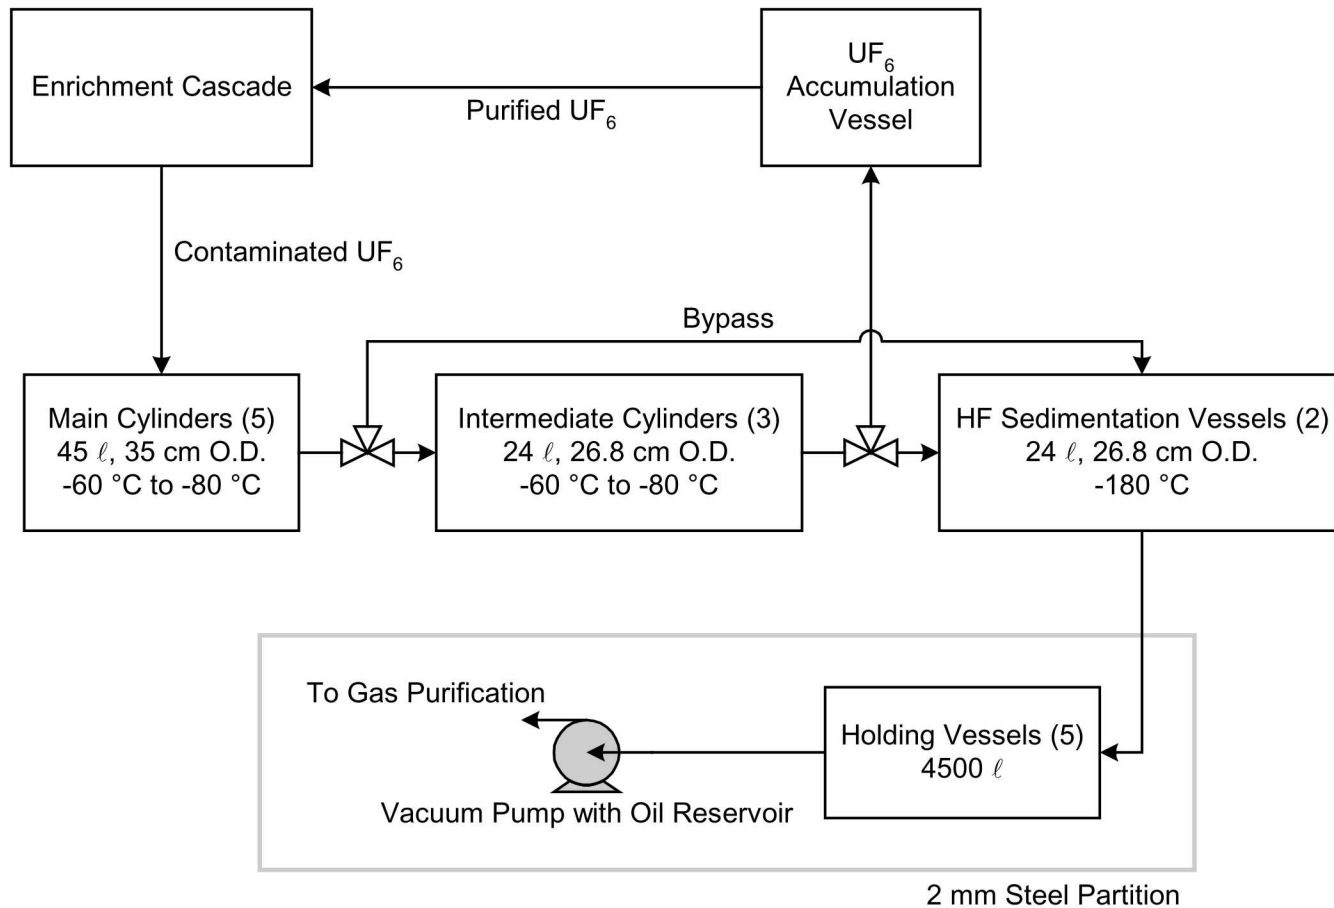 Enrichment Cascade
UF6
Accumulation
Vessel
Purified UF6
Contaminated UF6
Bypass
Main Cylinders (5)
45 ℓ, 35 cm O.D.
-60 °C to -80 °C
Intermediate Cylinders (3)
24 ℓ, 26.8 cm O.D.
-60 °C to -80 °C
HF Sedimentation Vessels (2)
24 ℓ, 26.8 cm O.D.
-180 °C
To Gas Purification
Holding Vessels (5)
4500 ℓ
Vacuum Pump with Oil Reservoir
2 mm Steel Partition